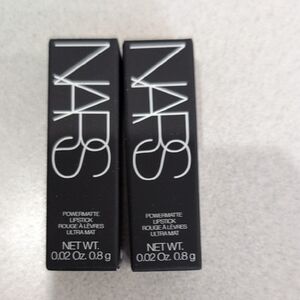 NARS
POWERMATTE
LIPSTICK
ROUGE À LÈVRES
ULTRA MAT
NET WT.
0.02 Oz. 0.8 g
NARS
POWERMATTE
LIPSTICK
ROUGE À LÈVRES
ULTRA MAT
NET WT.
0.02 Oz. 0.8 g